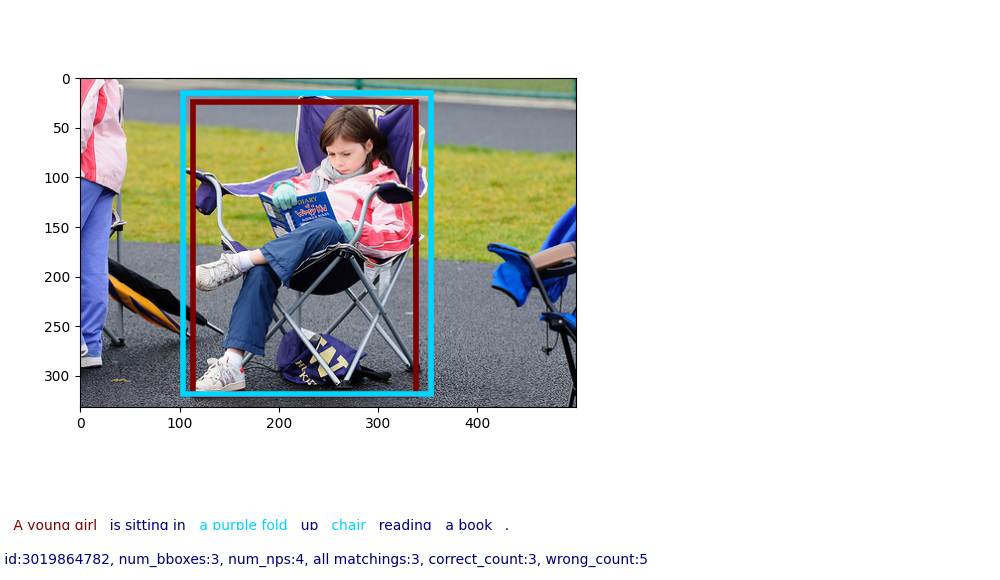 0
50
100
150
200
250
300
DIARY
of a
Wimpy Kid
W
0 100 200 300 400
A young girl is sitting in a purple fold up chair reading a book .
id:3019864782, num_bboxes:3, num_nps:4, all matchings:3, correct_count:3, wrong_count:5